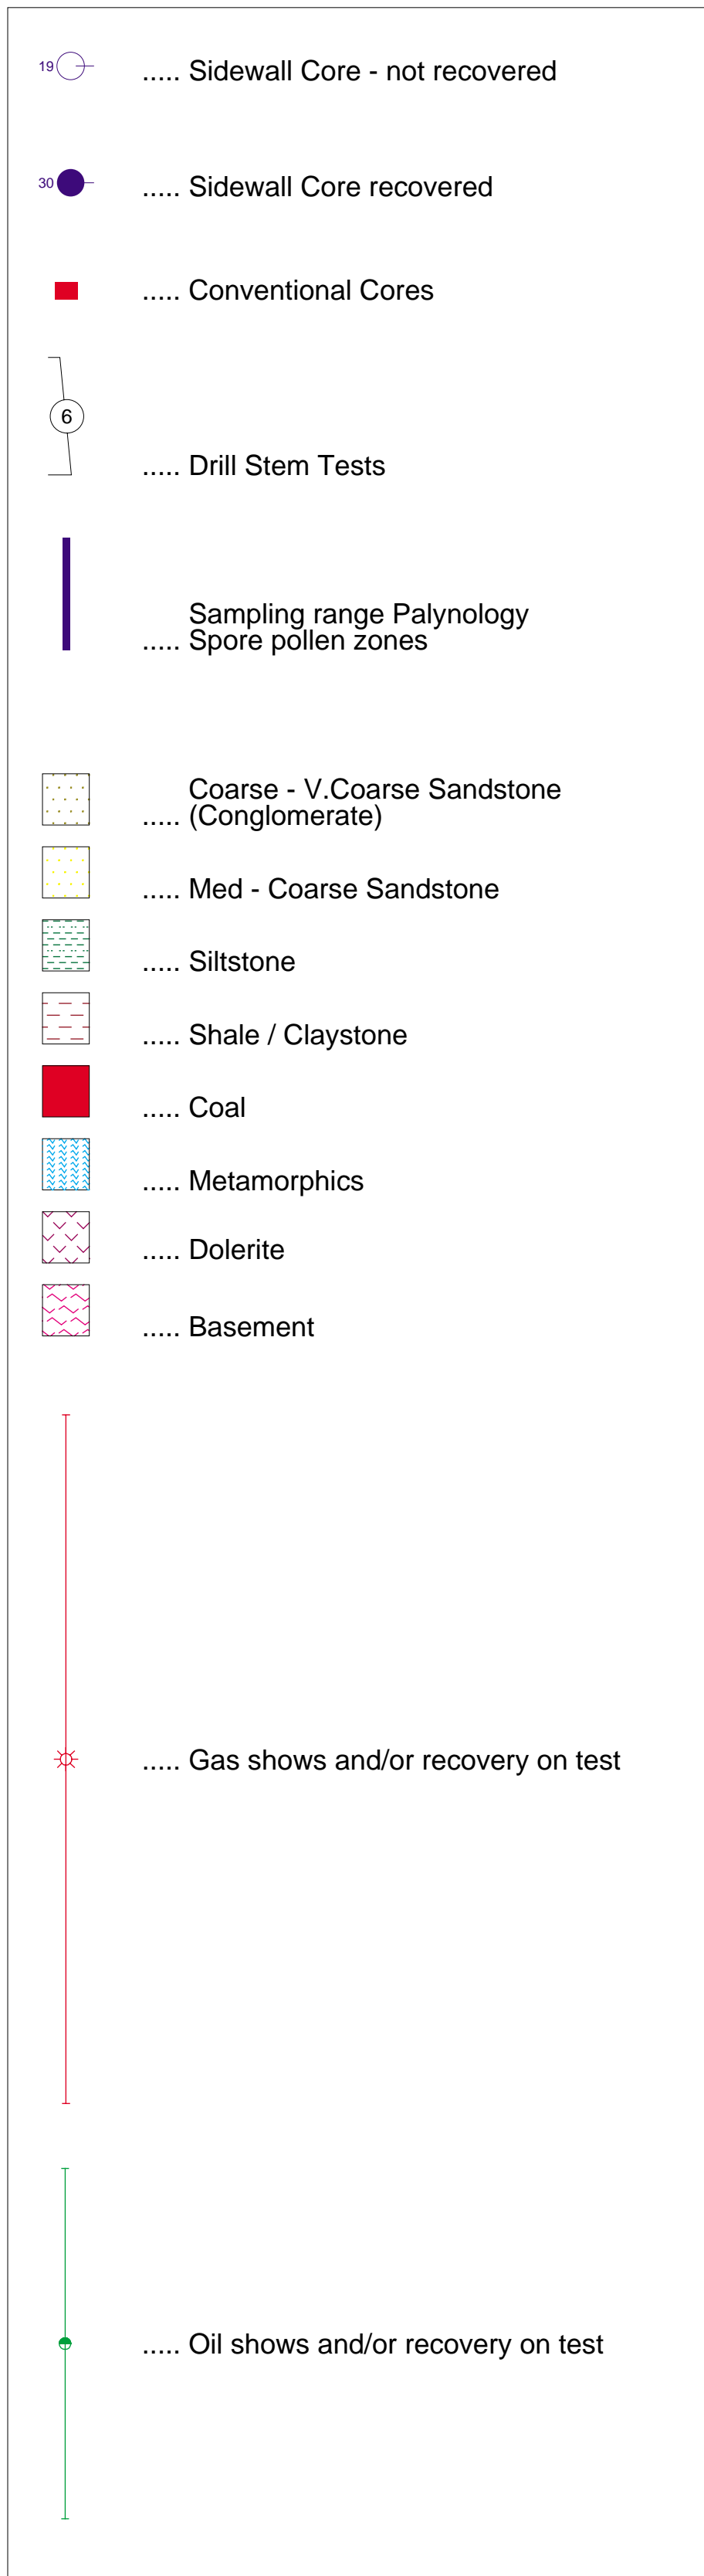 19 ..... Sidewall Core - not recovered
30 ..... Sidewall Core recovered
..... Conventional Cores
6
..... Drill Stem Tests
Sampling range Palynology
..... Spore pollen zones
Coarse - V.Coarse Sandstone
..... (Conglomerate)
..... Med - Coarse Sandstone
..... Siltstone
..... Shale / Claystone
..... Coal
..... Metamorphics
..... Dolerite
..... Basement
..... Gas shows and/or recovery on test
..... Oil shows and/or recovery on test